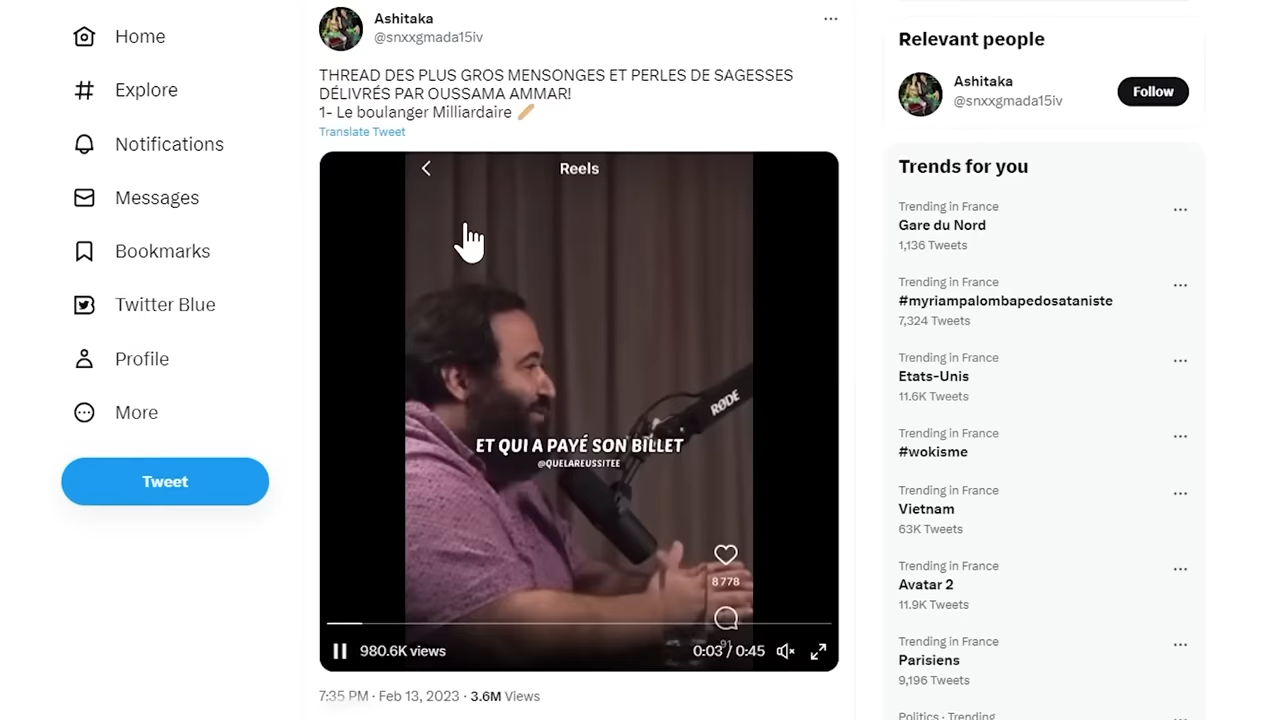 Home
Explore
Notifications
Messages
Bookmarks
Twitter Blue
Profile
More
Tweet
Ashitaka
@snxxgmada15iv
THREAD DES PLUS GROS MENSONGES ET PERLES DE SAGESSES
DÉLIVRÉS PAR OUSSAMA AMMAR!
1- Le boulanger Milliardaire 🥖
Translate Tweet
Reels
RØDE
ET QUI A PAYÉ SON BILLET
@QUELAREUSSITEE
8 778
91
980.6K views
0:03 / 0:45
7:35 PM · Feb 13, 2023 · 3.6M Views
Relevant people
Ashitaka
@snxxgmada15iv
Follow
Trends for you
Trending in France
Gare du Nord
1,136 Tweets
Trending in France
#myriampalombapedosataniste
7,324 Tweets
Trending in France
Etats-Unis
11.6K Tweets
Trending in France
#wokisme
Trending in France
Vietnam
63K Tweets
Trending in France
Avatar 2
11.9K Tweets
Trending in France
Parisiens
9,196 Tweets
Politics · Trending